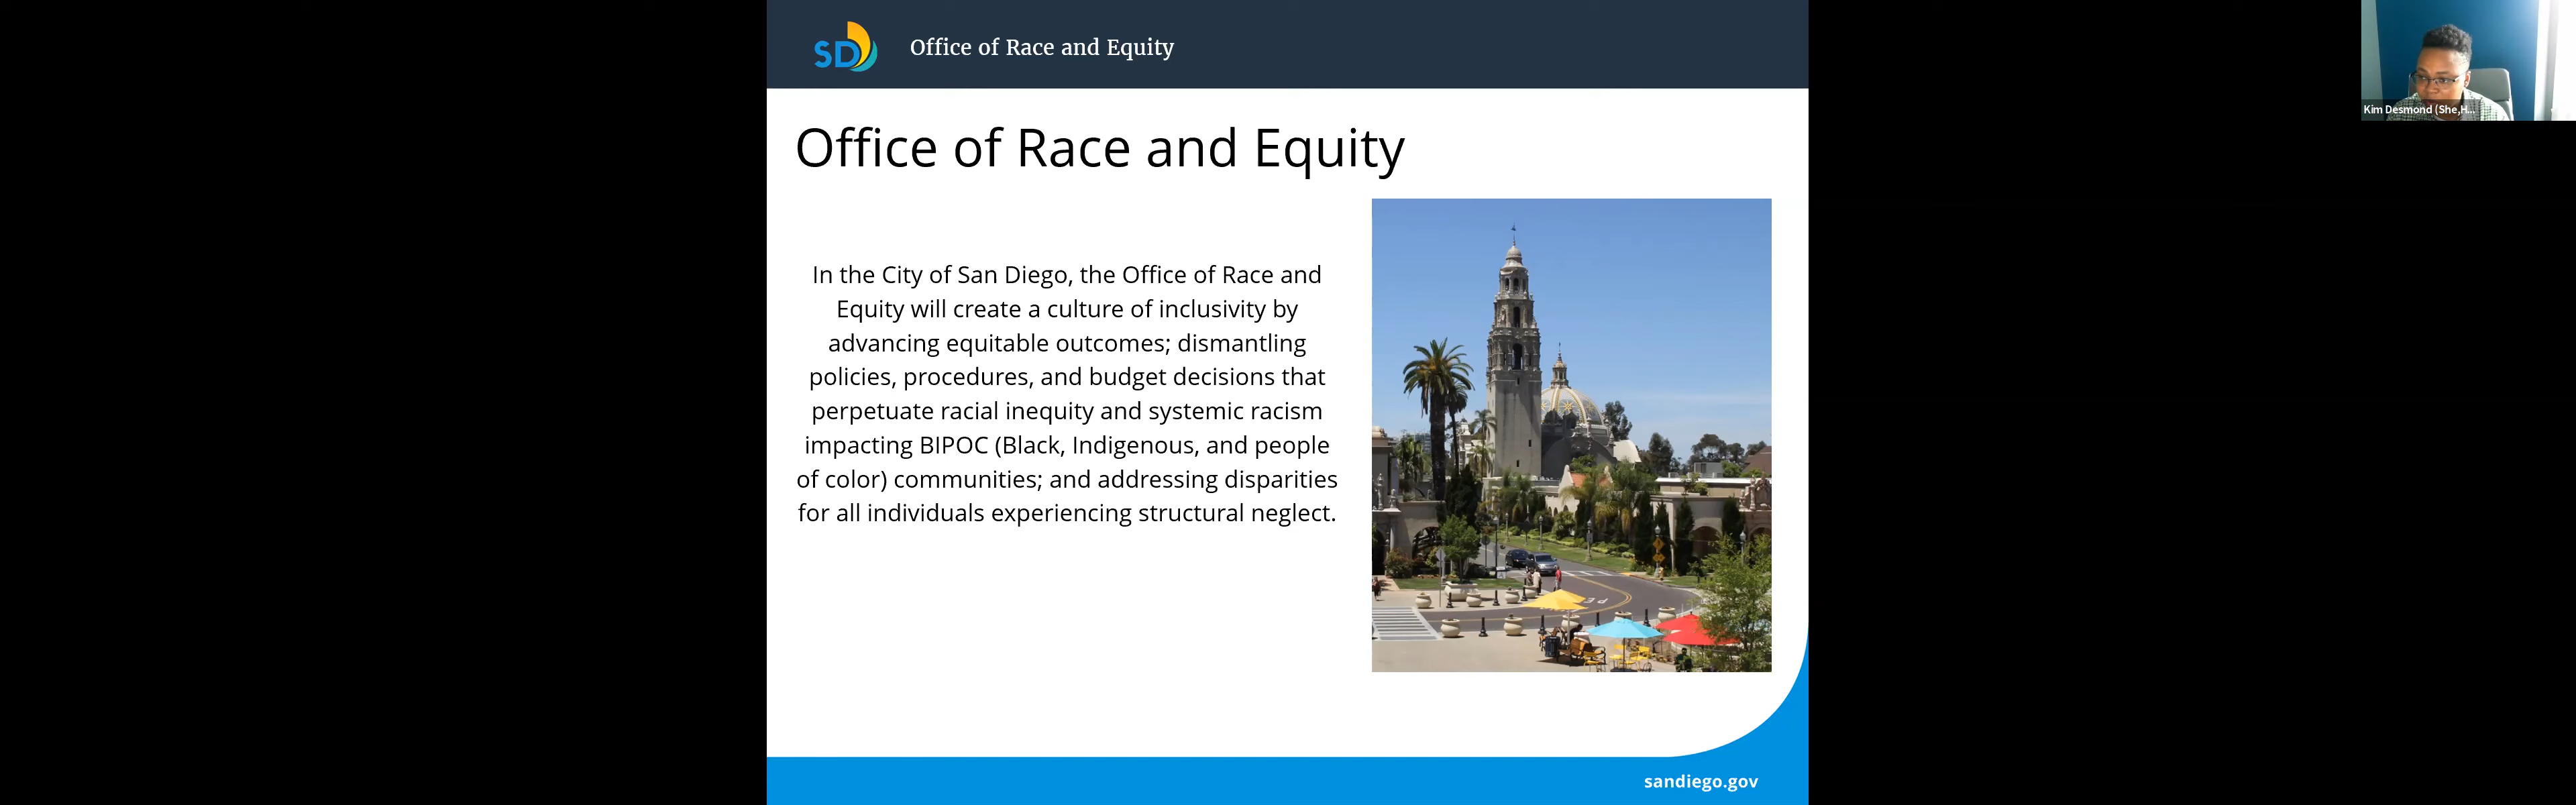 SD
Office of Race and Equity
Kim Desmond (She,H...
Office of Race and Equity
In the City of San Diego, the Office of Race and
Equity will create a culture of inclusivity by
advancing equitable outcomes; dismantling
policies, procedures, and budget decisions that
perpetuate racial inequity and systemic racism
impacting BIPOC (Black, Indigenous, and people
of color) communities; and addressing disparities
for all individuals experiencing structural neglect.
sandiego.gov